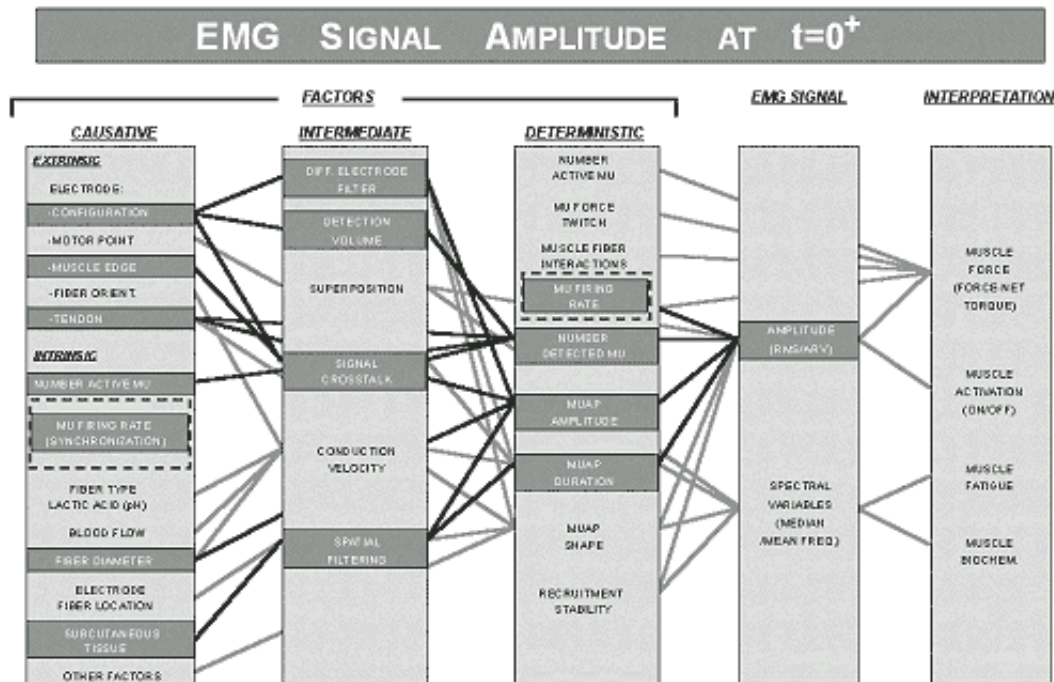 EMG SIGNAL AMPLITUDE AT t=0+
FACTORS
EMG SIGNAL
INTERPRETATION
CAUSATIVE
INTERMEDIATE
DETERMINISTIC
EXTRINSIC
ELECTRODE:
-CONFIGURATION
-MOTOR POINT
-MUSCLE EDGE
-FIBER ORIENT.
-TENDON
INTRINSIC
NUMBER ACTIVE MU
MU FIRING RATE
(SYNCHRONIZATION)
FIBER TYPE
LACTIC ACID (pH)
BLOOD FLOW
FIBER DIAMETER
ELECTRODE
FIBER LOCATION
SUBCUTANEOUS
TISSUE
OTHER FACTORS
DIFF. ELECTRODE
FILTER
DETECTION
VOLUME
SUPERPOSITION
SIGNAL
CROSSTALK
CONDUCTION
VELOCITY
SPATIAL
FILTERING
NUMBER
ACTIVE MU
MU FORCE
TWITCH
MUSCLE FIBER
INTERACTIONS
MU FIRING
RATE
NUMBER
DETECTED MU
MUAP
AMPLITUDE
MUAP
DURATION
MUAP
SHAPE
RECRUITMENT
STABILITY
AMPLITUDE
(RMS/ARV)
SPECTRAL
VARIABLES
(MEDIAN
/MEAN FREQ.)
MUSCLE
FORCE
(FORCE-NET
TORQUE)
MUSCLE
ACTIVATION
(ON/OFF)
MUSCLE
FATIGUE
MUSCLE
BIOCHEM.